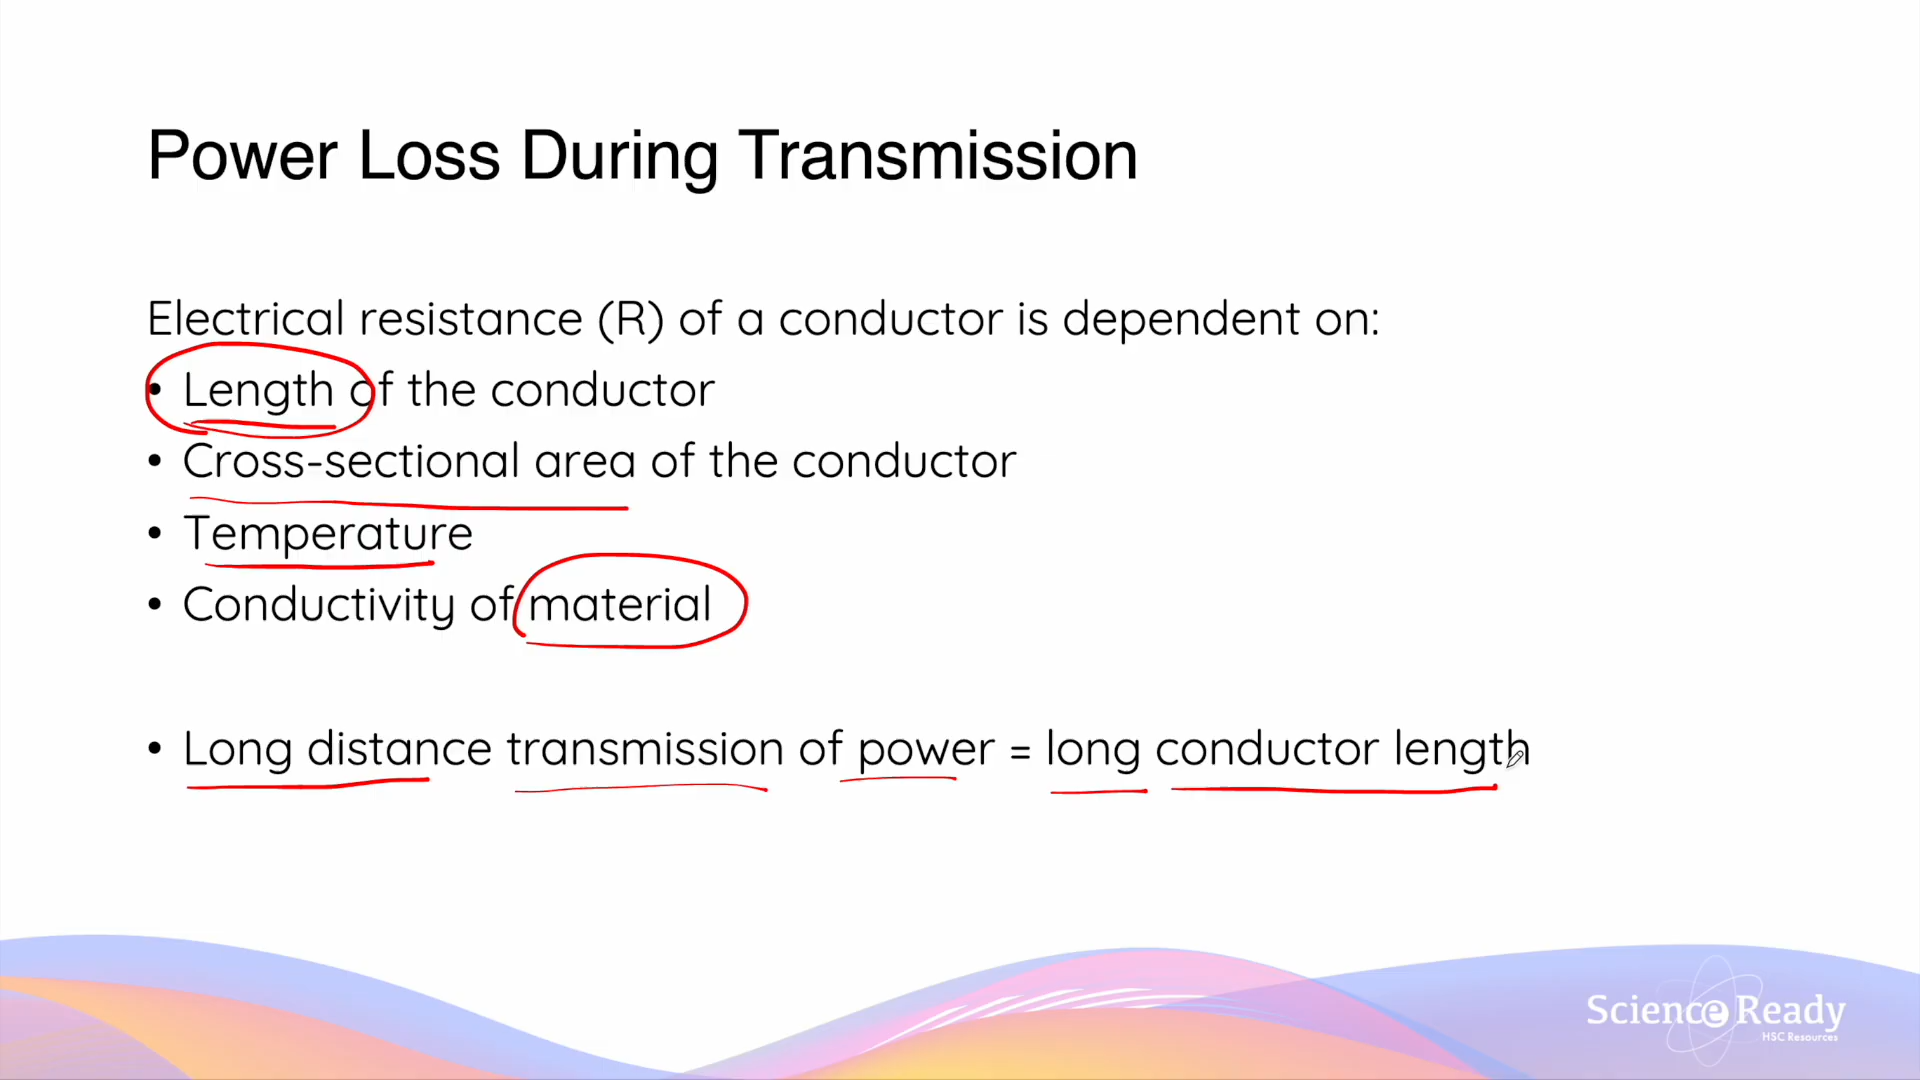 Power Loss During Transmission
Electrical resistance (R) of a conductor is dependent on:
• Length of the conductor
• Cross-sectional area of the conductor
• Temperature
• Conductivity of material
• Long distance transmission of power = long conductor length
Science Ready
HSC Resources